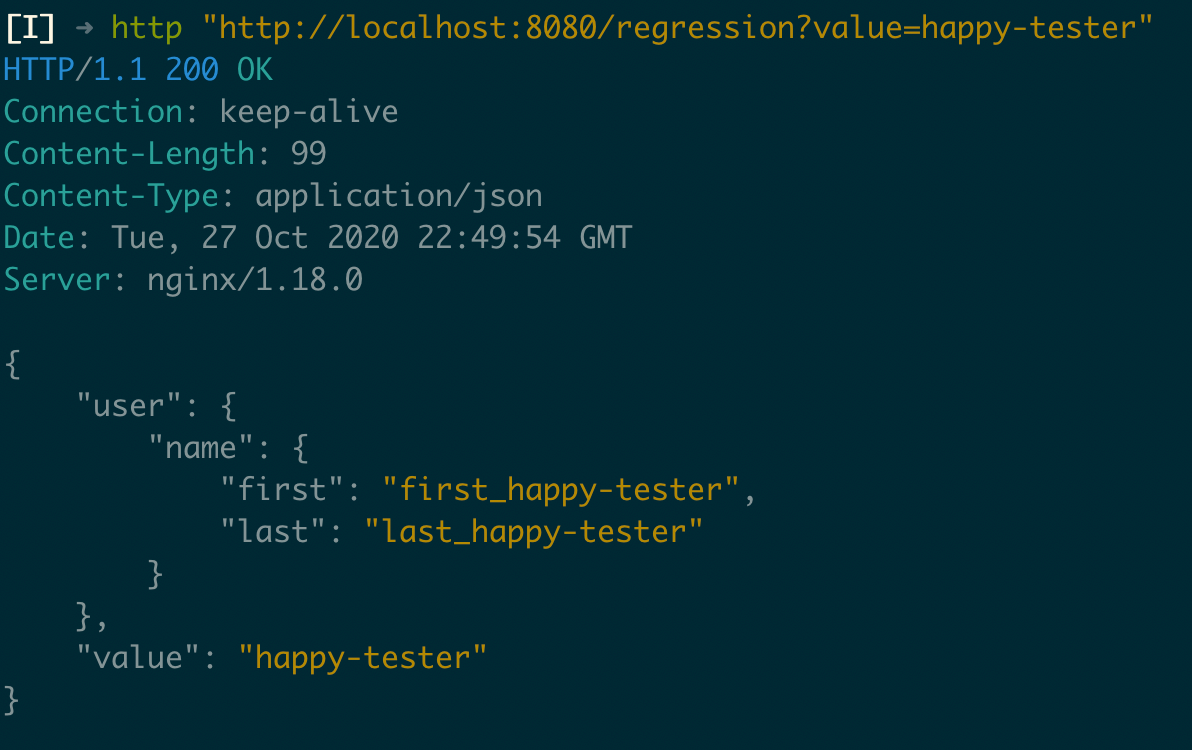 [I] → http "http://localhost:8080/regression?value=happy-tester"
HTTP/1.1 200 OK
Connection: keep-alive
Content-Length: 99
Content-Type: application/json
Date: Tue, 27 Oct 2020 22:49:54 GMT
Server: nginx/1.18.0

{
    "user": {
        "name": {
            "first": "first_happy-tester",
            "last": "last_happy-tester"
        }
    },
    "value": "happy-tester"
}